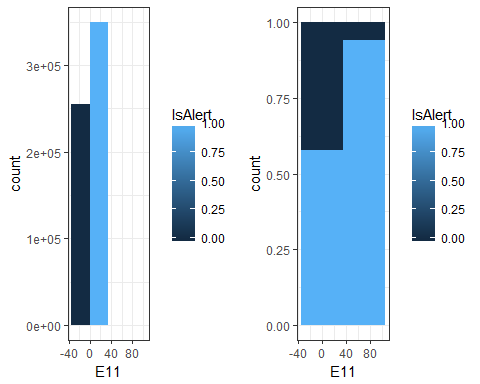 count
3e+05
2e+05
1e+05
0e+00
-40 0 40 80
E11
IsAlert
1.00
0.75
0.50
0.25
0.00
count
1.00
0.75
0.50
0.25
0.00
-40 0 40 80
E11
IsAlert
1.00
0.75
0.50
0.25
0.00